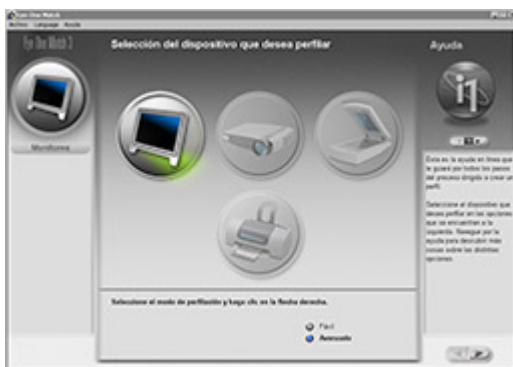 Eye-One Match
Archivo Language Ayuda
Eye-One Match 3
Selección del dispositivo que desea perfilar
Ayuda
i1
Monitores
Esta es la ayuda en línea que
le guiará por todos los pasos
del proceso dirigido a crear un
perfil.
Seleccione el dispositivo que
desea perfilar en las opciones
que se encuentran a la
izquierda. Navegue por la
ayuda para descubrir más
cosas sobre las distintas
opciones.
Seleccione el modo de perfilación y haga clic en la flecha derecha.
Fácil
Avanzado